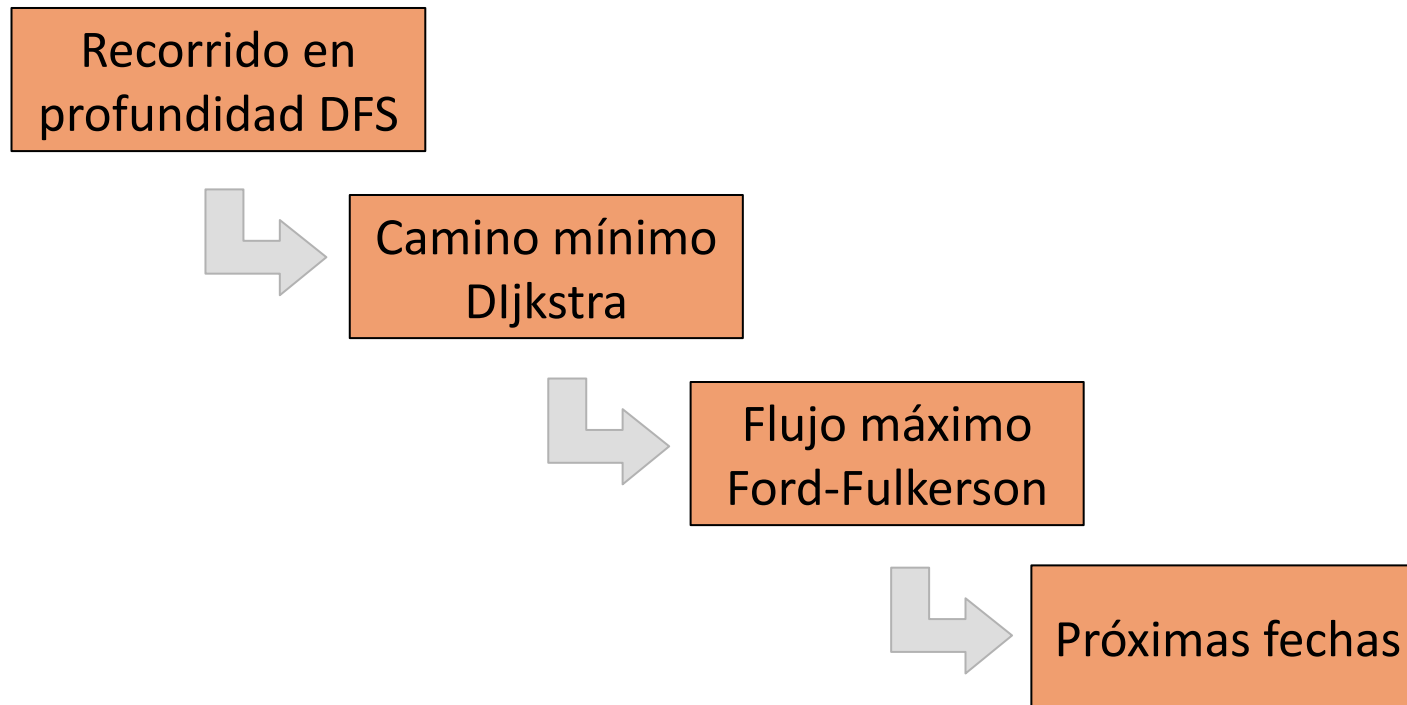 Recorrido en
profundidad DFS
Camino mínimo
DIjkstra
Flujo máximo
Ford-Fulkerson
Próximas fechas